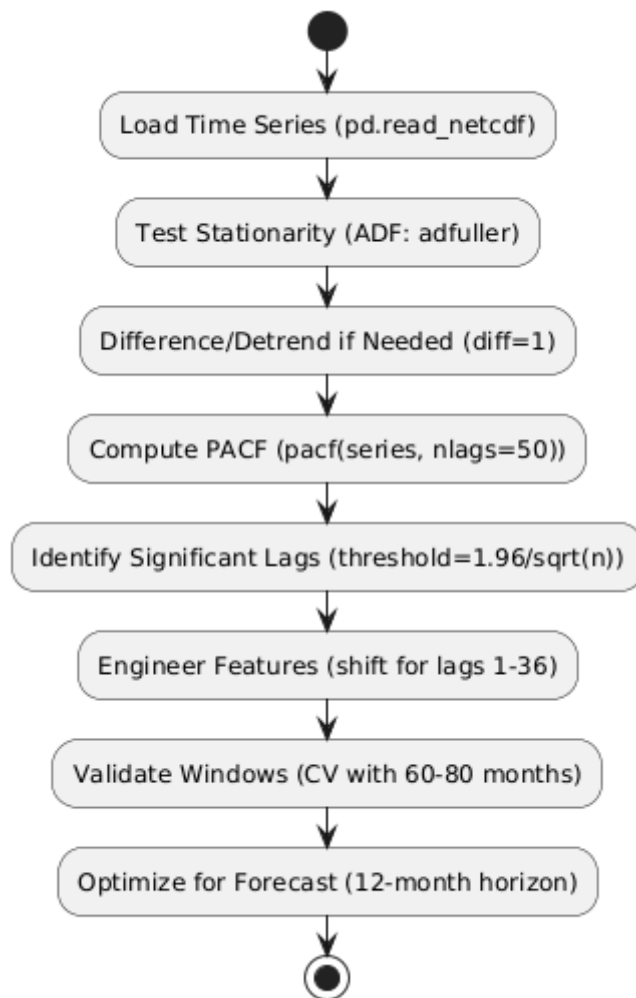 Load Time Series (pd.read_netcdf)
Test Stationarity (ADF: adfuller)
Difference/Detrend if Needed (diff=1)
Compute PACF (pacf(series, nlags=50))
Identify Significant Lags (threshold=1.96/sqrt(n))
Engineer Features (shift for lags 1-36)
Validate Windows (CV with 60-80 months)
Optimize for Forecast (12-month horizon)